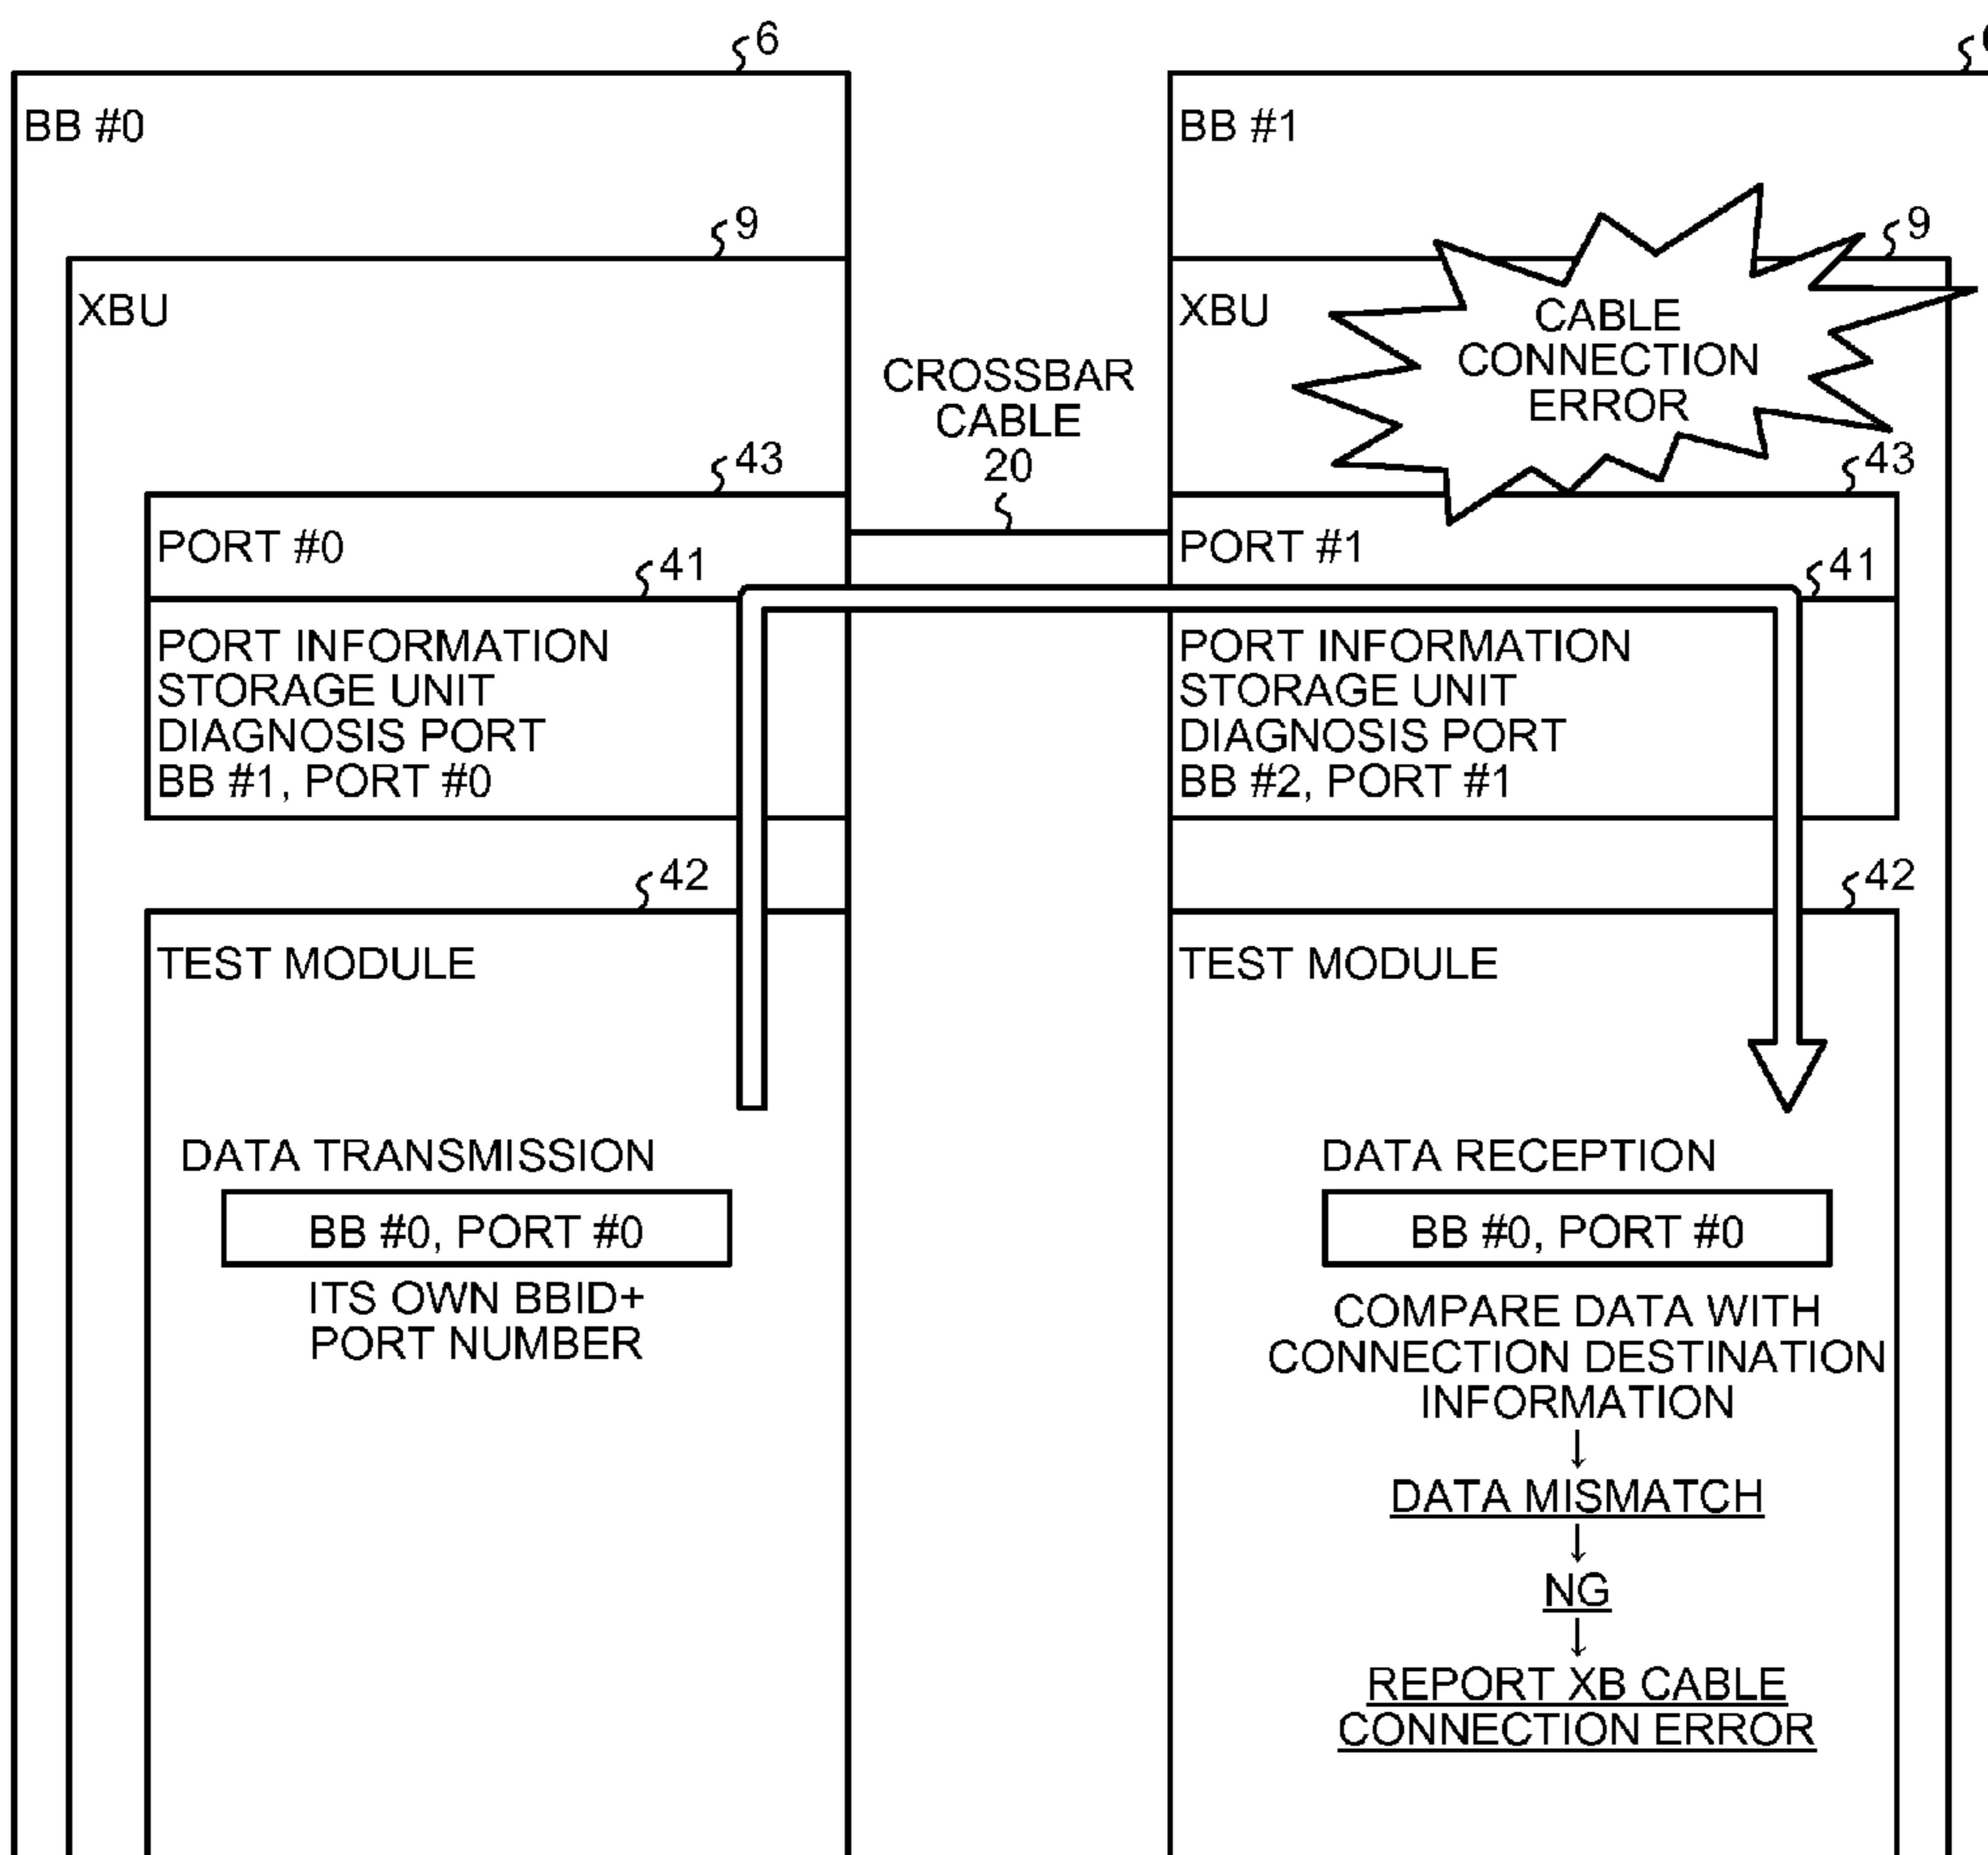 6
BB #0
9
XBU
43
PORT #0
41
PORT INFORMATION
STORAGE UNIT
DIAGNOSIS PORT
BB #1, PORT #0
42
TEST MODULE
DATA TRANSMISSION
BB #0, PORT #0
ITS OWN BBID+
PORT NUMBER
CROSSBAR
CABLE
20
BB #1
9
XBU
CABLE
CONNECTION
ERROR
43
PORT #1
41
PORT INFORMATION
STORAGE UNIT
DIAGNOSIS PORT
BB #2, PORT #1
42
TEST MODULE
DATA RECEPTION
BB #0, PORT #0
COMPARE DATA WITH
CONNECTION DESTINATION
INFORMATION
↓
DATA MISMATCH
↓
NG
↓
REPORT XB CABLE
CONNECTION ERROR